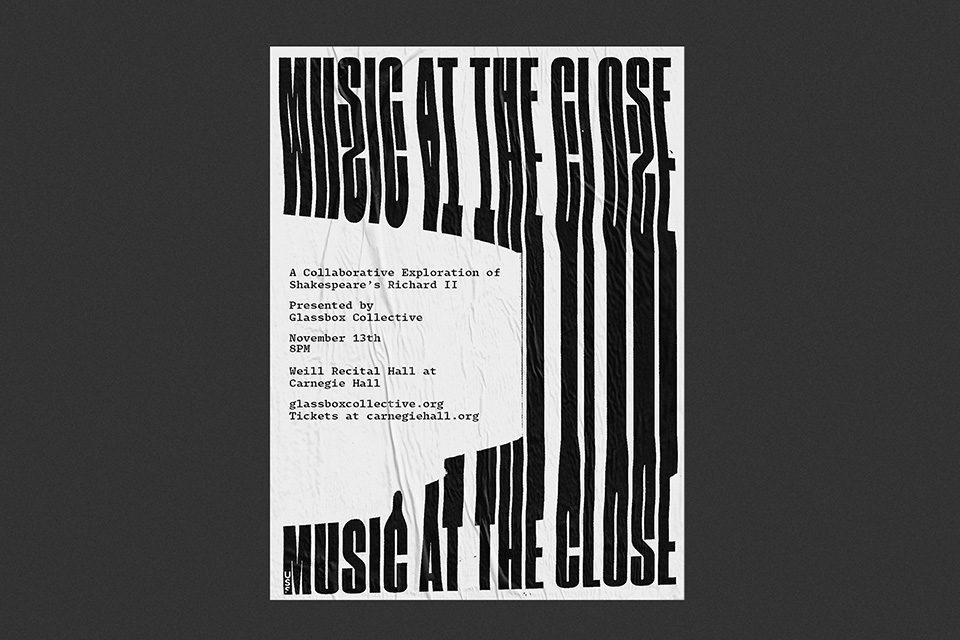 MUSIC AT THE CLOSE
A Collaborative Exploration of
Shakespeare's Richard II
Presented by
Glassbox Collective
November 13th
8PM
Weill Recital Hall at
Carnegie Hall
glassboxcollective.org
Tickets at carnegiehall.org
MUSIC AT THE CLOSE